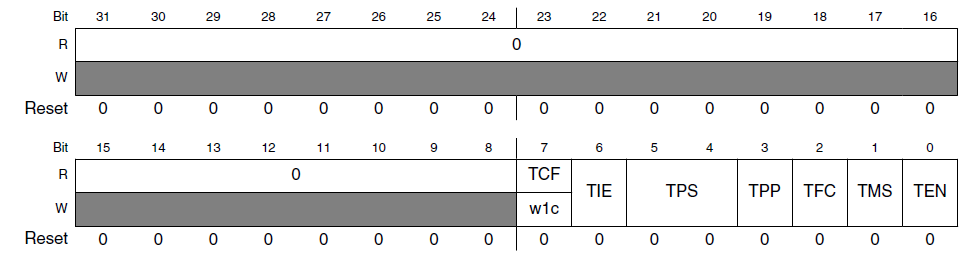 Bit 31 30 29 28 27 26 25 24 23 22 21 20 19 18 17 16
R 0
W
Reset 0 0 0 0 0 0 0 0 0 0 0 0 0 0 0 0
Bit 15 14 13 12 11 10 9 8 7 6 5 4 3 2 1 0
R 0 TCF TIE TPS TPP TFC TMS TEN
W w1c
Reset 0 0 0 0 0 0 0 0 0 0 0 0 0 0 0 0